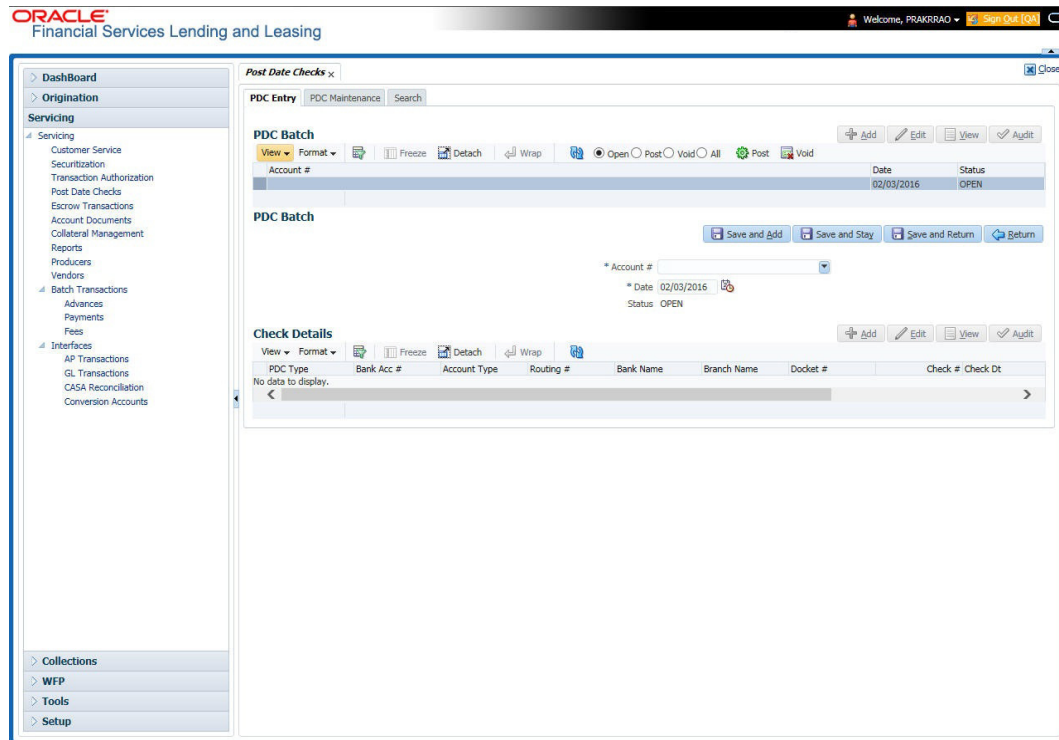 ORACLE
Financial Services Lending and Leasing
Welcome, PRAKRRAO
Sign Out [QA]
DashBoard
Origination
Servicing
Servicing
Customer Service
Securitization
Transaction Authorization
Post Date Checks
Escrow Transactions
Account Documents
Collateral Management
Reports
Producers
Vendors
Batch Transactions
Advances
Payments
Fees
Interfaces
AP Transactions
GL Transactions
CASA Reconciliation
Conversion Accounts
Collections
WFP
Tools
Setup
Post Date Checks
Close
PDC Entry PDC Maintenance Search
PDC Batch
Add Edit View Audit
View Format Freeze Detach Wrap Open Post Void All Post Void
Account # Date Status
02/03/2016 OPEN
PDC Batch
Save and Add Save and Stay Save and Return Return
* Account #
* Date 02/03/2016
Status OPEN
Check Details
Add Edit View Audit
View Format Freeze Detach Wrap
PDC Type Bank Acc # Account Type Routing # Bank Name Branch Name Docket # Check # Check Dt
No data to display.